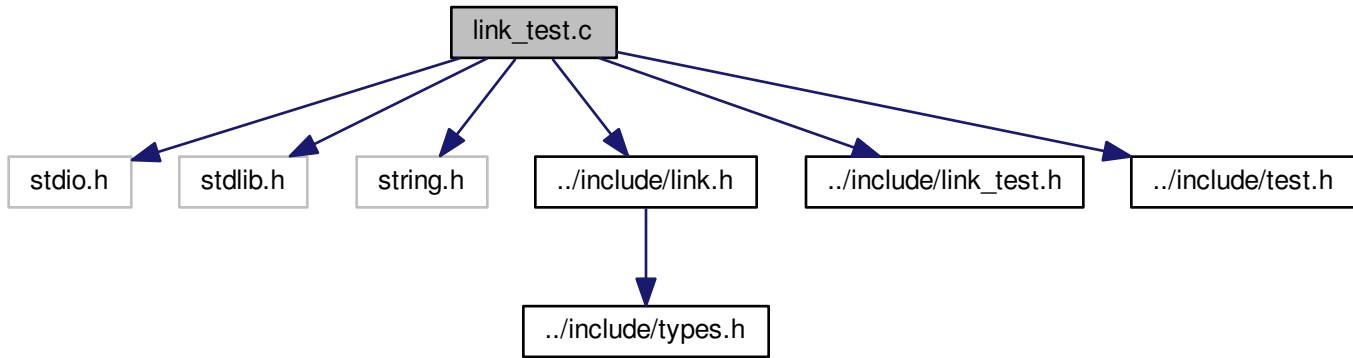 link_test.c
stdio.h
stdlib.h
string.h
../include/link.h
../include/link_test.h
../include/test.h
../include/types.h